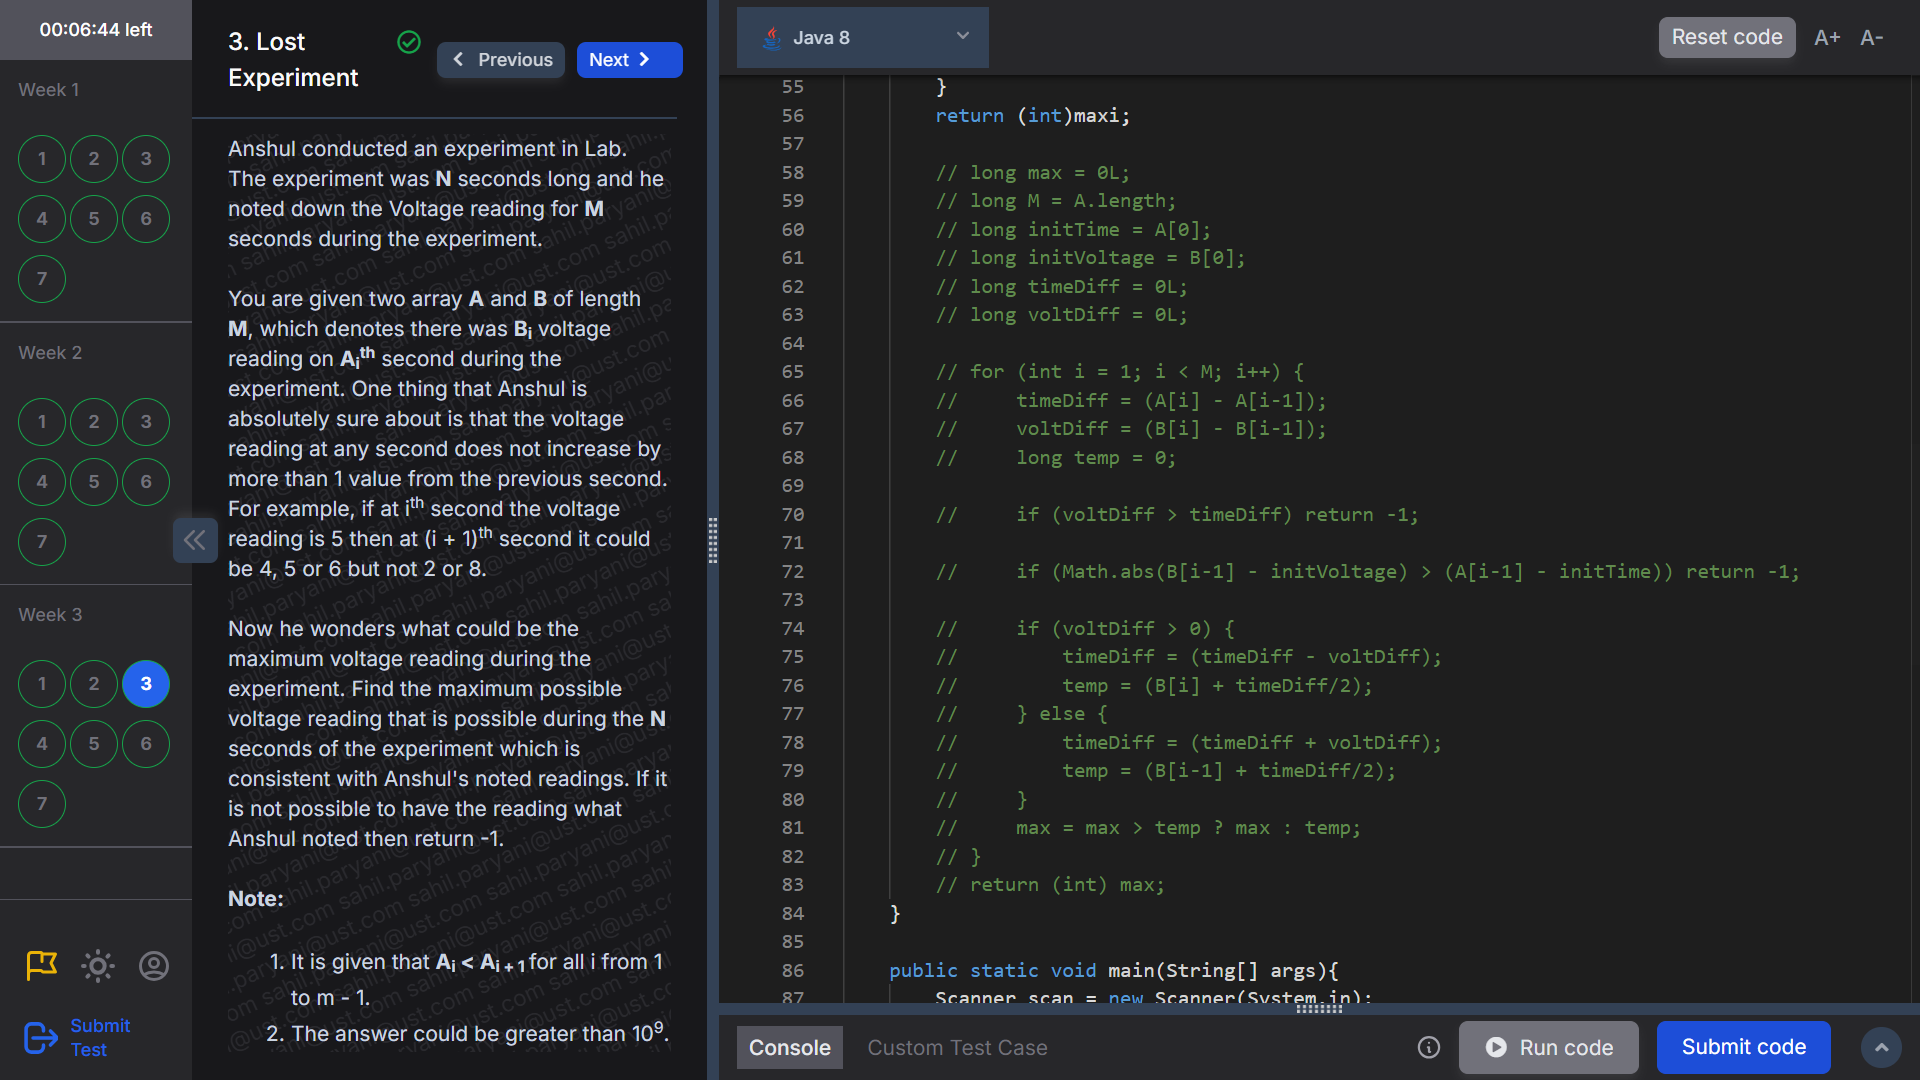 00:06:44 left
Week 1
1 2 3
4 5 6
7
Week 2
1 2 3
4 5 6
7
Week 3
1 2 3
4 5 6
7
Submit
Test
3. Lost
Experiment
Previous
Next
Anshul conducted an experiment in Lab.
The experiment was N seconds long and he
noted down the Voltage reading for M
seconds during the experiment.
You are given two array A and B of length
M, which denotes there was Bi voltage
reading on Ai th second during the
experiment. One thing that Anshul is
absolutely sure about is that the voltage
reading at any second does not increase by
more than 1 value from the previous second.
For example, if at ith second the voltage
reading is 5 then at (i + 1)th second it could
be 4, 5 or 6 but not 2 or 8.
Now he wonders what could be the
maximum voltage reading during the
experiment. Find the maximum possible
voltage reading that is possible during the N
seconds of the experiment which is
consistent with Anshul's noted readings. If it
is not possible to have the reading what
Anshul noted then return -1.
Note:
1. It is given that Ai < Ai + 1 for all i from 1
to m - 1.
2. The answer could be greater than 10⁹.
Java 8
Reset code
A+ A-
55 }
56 return (int)maxi;
57
58 // long max = 0L;
59 // long M = A.length;
60 // long initTime = A[0];
61 // long initVoltage = B[0];
62 // long timeDiff = 0L;
63 // long voltDiff = 0L;
64
65 // for (int i = 1; i < M; i++) {
66 // timeDiff = (A[i] - A[i-1]);
67 // voltDiff = (B[i] - B[i-1]);
68 // long temp = 0;
69
70 // if (voltDiff > timeDiff) return -1;
71
72 // if (Math.abs(B[i-1] - initVoltage) > (A[i-1] - initTime)) return -1;
73
74 // if (voltDiff > 0) {
75 // timeDiff = (timeDiff - voltDiff);
76 // temp = (B[i] + timeDiff/2);
77 // } else {
78 // timeDiff = (timeDiff + voltDiff);
79 // temp = (B[i-1] + timeDiff/2);
80 // }
81 // max = max > temp ? max : temp;
82 // }
83 // return (int) max;
84 }
85
86 public static void main(String[] args){
87 Scanner scan = new Scanner(System.in);
Console
Custom Test Case
Run code
Submit code